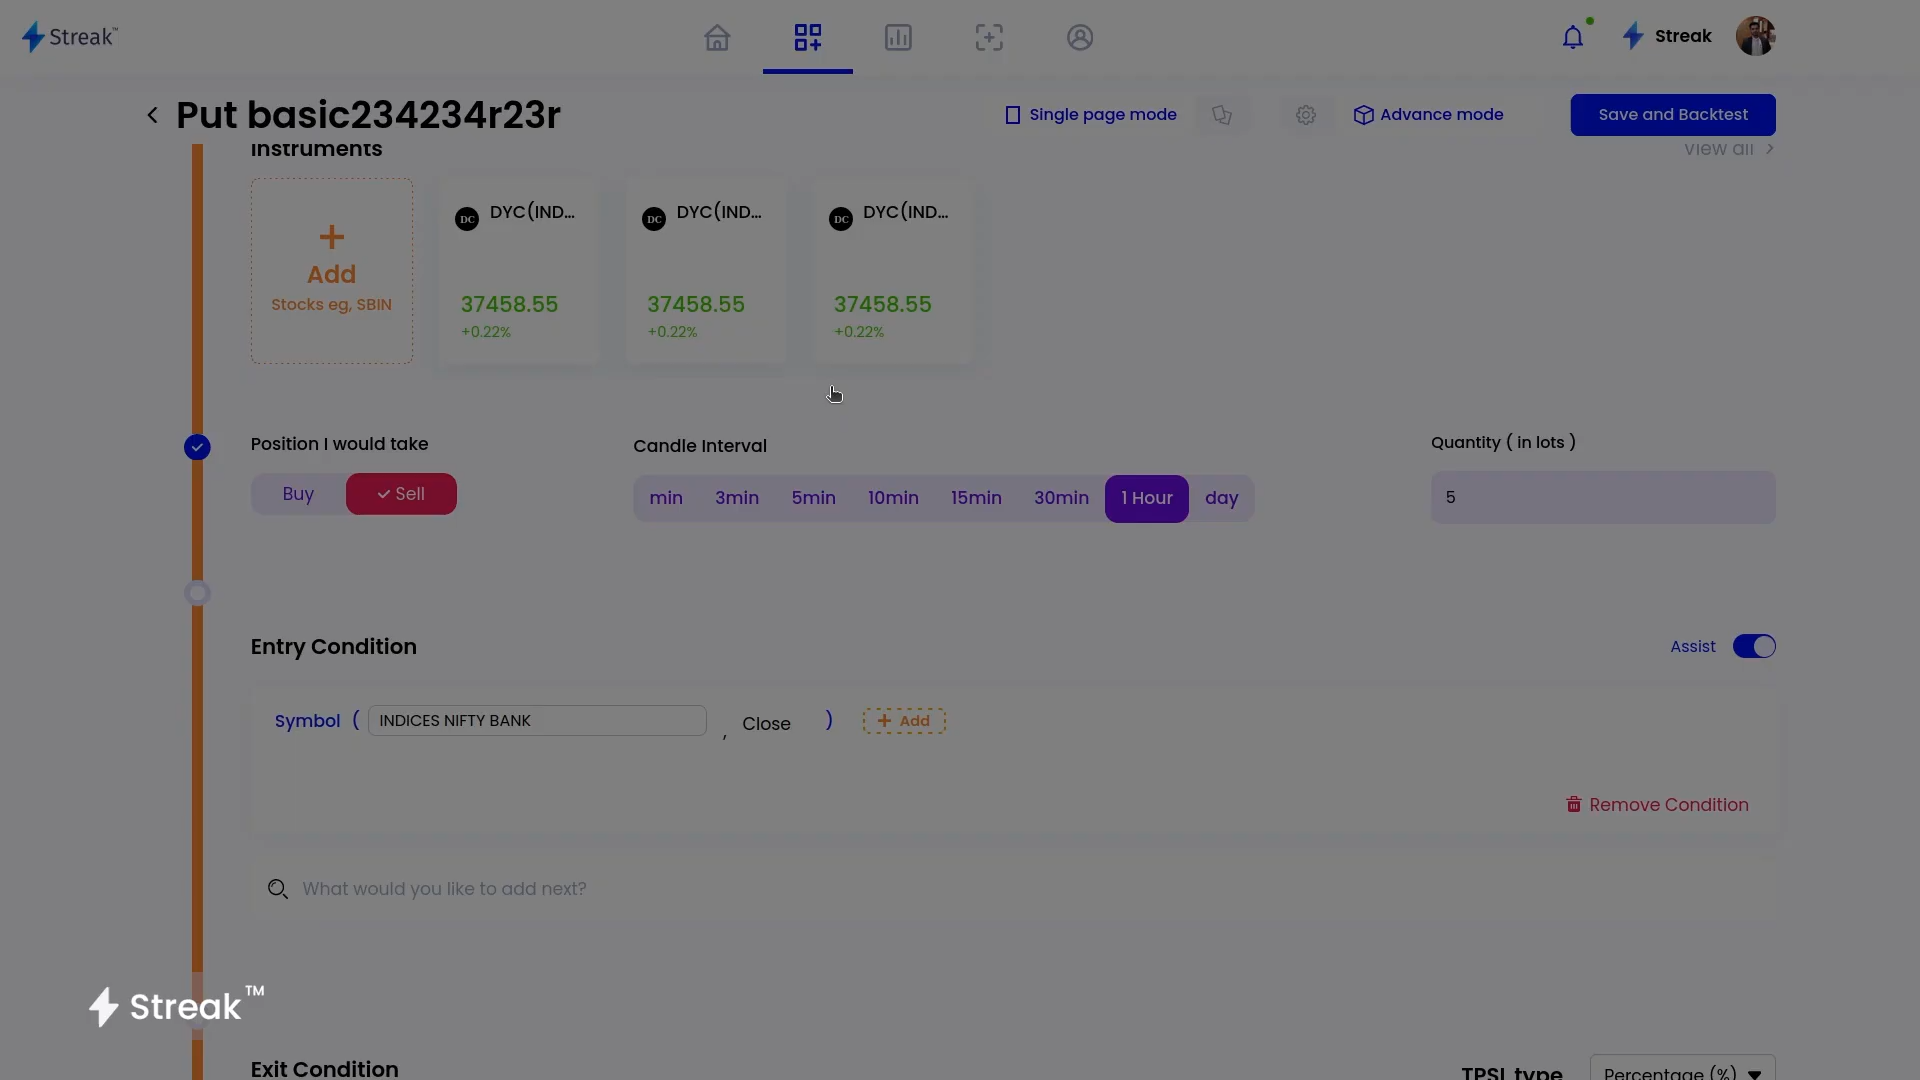 Streak™
Streak
Put basic234234r23r
Single page mode
Advance mode
Save and Backtest
Instruments
View all
Add
Stocks eg, SBIN
DC DYC(IND...
37458.55
+0.22%
DC DYC(IND...
37458.55
+0.22%
DC DYC(IND...
37458.55
+0.22%
Position I would take
Candle Interval
Quantity ( in lots )
Buy Sell
min 3min 5min 10min 15min 30min 1 Hour day
5
Entry Condition
Assist
Symbol ( INDICES NIFTY BANK , Close ) + Add
Remove Condition
What would you like to add next?
Streak™
Exit Condition
TPSL type
Percentage (%)